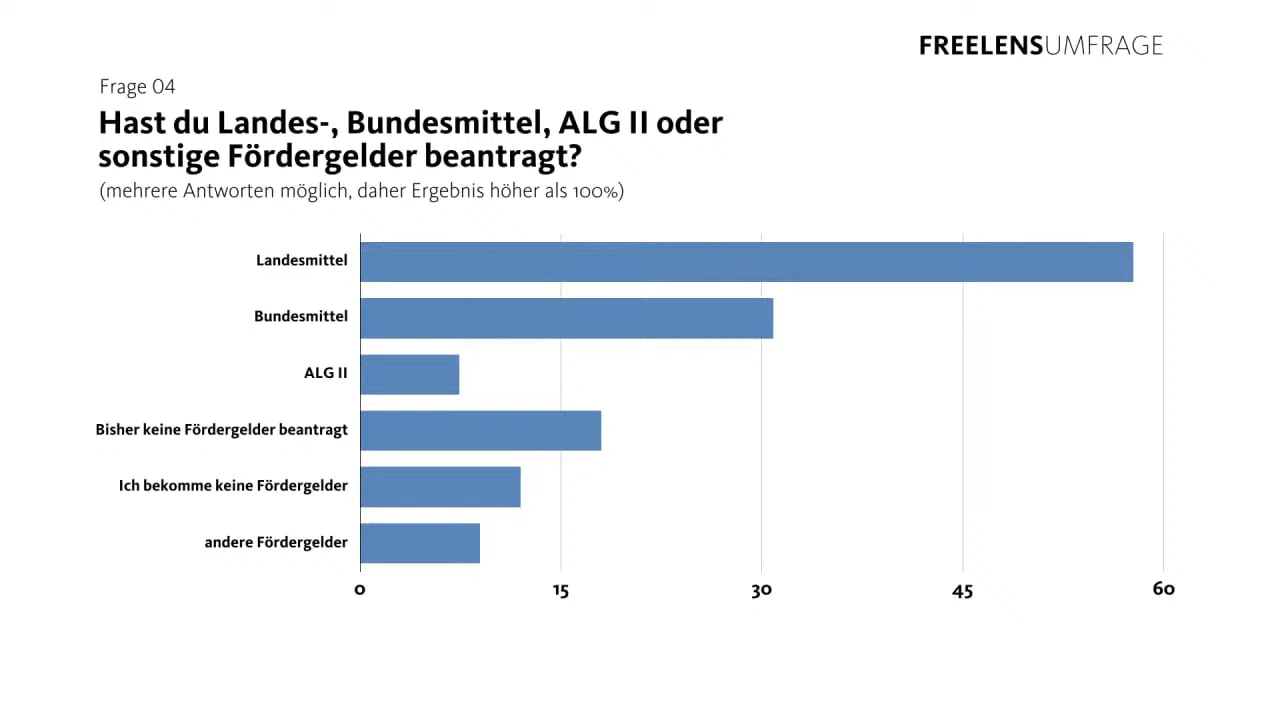 FREELENSUMFRAGE
Frage 04
Hast du Landes-, Bundesmittel, ALG II oder
sonstige Fördergelder beantragt?
(mehrere Antworten möglich, daher Ergebnis höher als 100%)
Landesmittel
Bundesmittel
ALG II
Bisher keine Fördergelder beantragt
Ich bekomme keine Fördergelder
andere Fördergelder
0 15 30 45 60